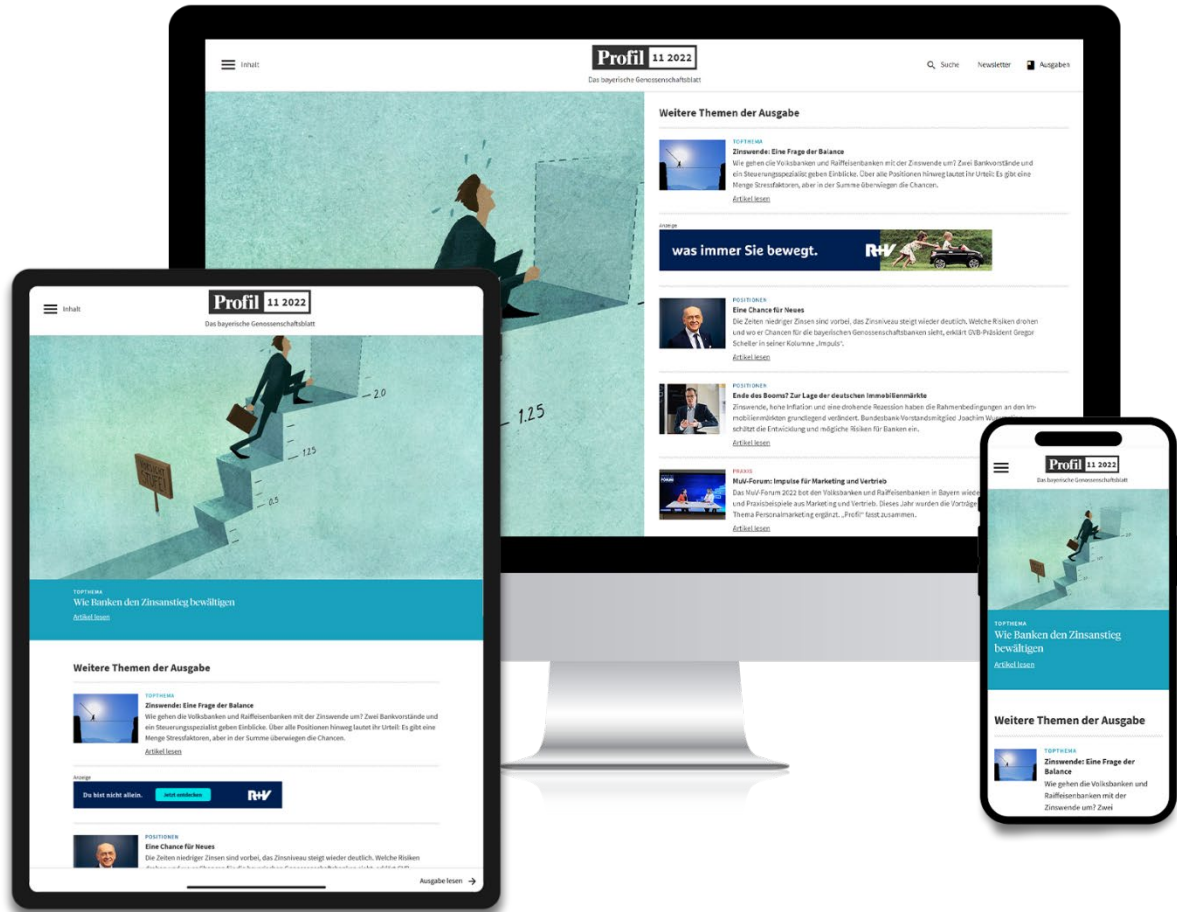 Inhalt
Profil 11 2022
Das bayerische Genossenschaftsblatt
Suche
Newsletter
Ausgaben
1.25
Weitere Themen der Ausgabe
TOPTHEMA
Zinswende: Eine Frage der Balance
Wie gehen die Volksbanken und Raiffeisenbanken mit der Zinswende um? Zwei Bankvorstände und
ein Steuerungsspezialist geben Einblicke. Über alle Positionen hinweg lautet ihr Urteil: Es gibt eine
Menge Stressfaktoren, aber in der Summe überwiegen die Chancen.
Artikel lesen
Anzeige
was immer Sie bewegt.
R+V
POSITIONEN
Eine Chance für Neues
Die Zeiten niedriger Zinsen sind vorbei, das Zinsniveau steigt wieder deutlich. Welche Risiken drohen
und wo er Chancen für die bayerischen Genossenschaftsbanken sieht, erklärt GVB-Präsident Gregor
Scheller in seiner Kolumne „Impuls“.
Artikel lesen
POSITIONEN
Ende des Booms? Zur Lage der deutschen Immobilienmärkte
Zinswende, hohe Inflation und eine drohende Rezession haben die Rahmenbedingungen an den Im-
mobilienmärkten grundlegend verändert. Bundesbank-Vorstandsmitglied Joachim
schätzt die Entwicklung und mögliche Risiken für Banken ein.
Artikel lesen
PRAXIS
MuV-Forum: Impulse für Marketing und Vertrieb
Das MuV-Forum 2022 bot den Volksbanken und Raiffeisenbanken in Bayern
und Praxisbeispiele aus Marketing und Vertrieb. Dieses Jahr wurden die Vorträge
Thema Personalmarketing ergänzt. „Profil“ fasst zusammen.
Artikel lesen
Inhalt
Profil 11 2022
Das bayerische Genossenschaftsblatt
2.0
1.25
0.5
VORSICHT
STUFE!
TOPTHEMA
Wie Banken den Zinsanstieg bewältigen
Artikel lesen
Weitere Themen der Ausgabe
TOPTHEMA
Zinswende: Eine Frage der Balance
Wie gehen die Volksbanken und Raiffeisenbanken mit der Zinswende um? Zwei Bankvorstände und
ein Steuerungsspezialist geben Einblicke. Über alle Positionen hinweg lautet ihr Urteil: Es gibt eine
Menge Stressfaktoren, aber in der Summe überwiegen die Chancen.
Artikel lesen
Anzeige
Du bist nicht allein.
Jetzt entdecken
R+V
POSITIONEN
Eine Chance für Neues
Die Zeiten niedriger Zinsen sind vorbei, das Zinsniveau steigt wieder deutlich. Welche Risiken
Ausgabe lesen
Profil 11 2022
Das bayerische Genossenschaftsblatt
TOPTHEMA
Wie Banken den Zinsanstieg
bewältigen
Artikel lesen
Weitere Themen der Ausgabe
TOPTHEMA
Zinswende: Eine Frage der
Balance
Wie gehen die Volksbanken und
Raiffeisenbanken mit der
Zinswende um? Zwei